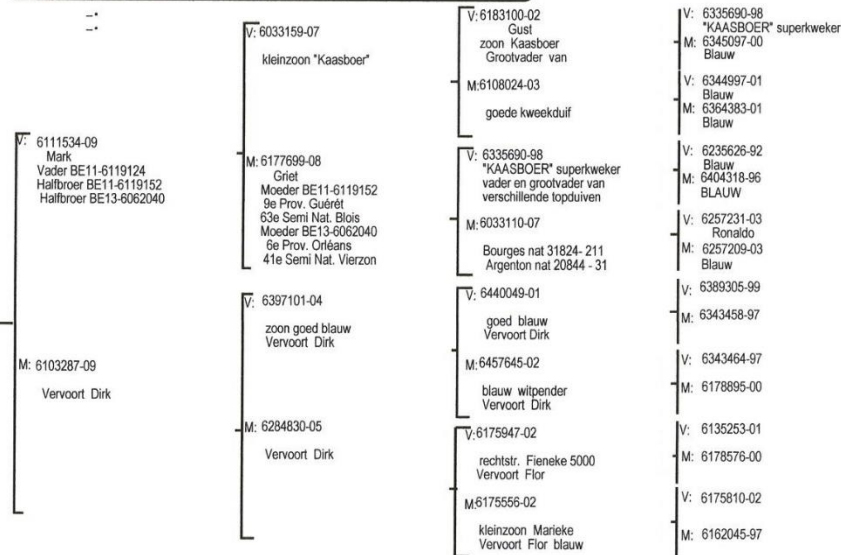 –:
–:
V: 6111534-09
Mark
Vader BE11-6119124
Halfbroer BE11-6119152
Halfbroer BE13-6062040
M: 6103287-09
Vervoort Dirk
V: 6033159-07
kleinzoon "Kaasboer"
M: 6177699-08
Griet
Moeder BE11-6119152
9e Prov. Guérét
63e Semi Nat. Blois
Moeder BE13-6062040
6e Prov. Orléans
41e Semi Nat. Vierzon
V: 6397101-04
zoon goed blauw
Vervoort Dirk
M: 6284830-05
Vervoort Dirk
V:6183100-02
Gust
zoon Kaasboer
Grootvader van
M:6108024-03
goede kweekduif
V: 6335690-98
"KAASBOER" superkweker
vader en grootvader van
verschillende topduiven
M:6033110-07
Bourges nat 31824- 211
Argenton nat 20844 - 31
V: 6440049-01
goed blauw
Vervoort Dirk
M:6457645-02
blauw witpender
Vervoort Dirk
V:6175947-02
rechtstr. Fieneke 5000
Vervoort Flor
M:6175556-02
kleinzoon Marieke
Vervoort Flor blauw
V: 6335690-98
"KAASBOER" superkweker
M: 6345097-00
Blauw
V: 6344997-01
Blauw
M: 6364383-01
Blauw
V: 6235626-92
Blauw
M: 6404318-96
BLAUW
V: 6257231-03
Ronaldo
M: 6257209-03
Blauw
V: 6389305-99
M: 6343458-97
V: 6343464-97
M: 6178895-00
V: 6135253-01
M: 6178576-00
V: 6175810-02
M: 6162045-97